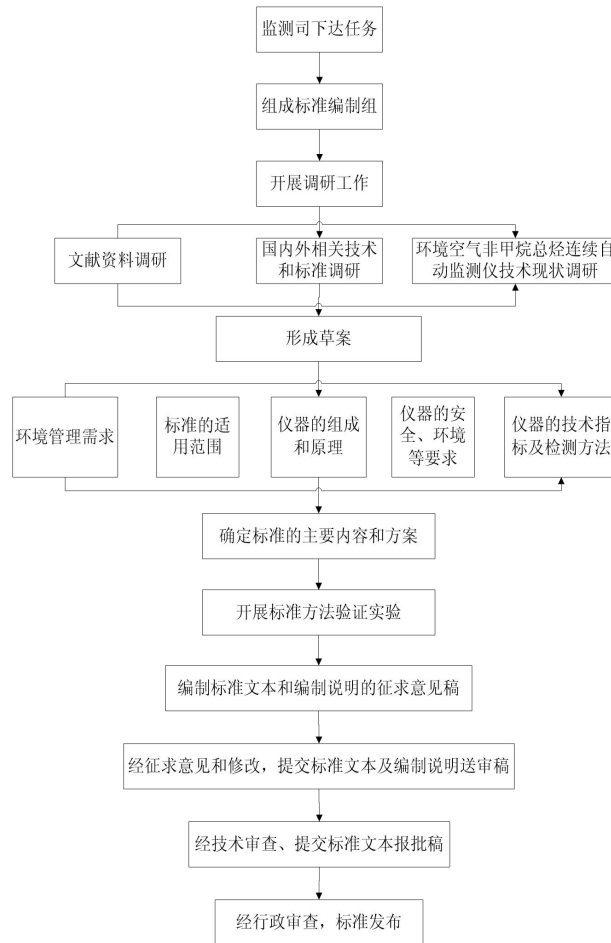 监测司下达任务
组成标准编制组
开展调研工作
文献资料调研
国内外相关技术
和标准调研
环境空气非甲烷总烃连续自
动监测仪技术现状调研
形成草案
环境管理需求
标准的适
用范围
仪器的组成
和原理
仪器的安
全、环境
等要求
仪器的技术指
标及检测方法
确定标准的主要内容和方案
开展标准方法验证实验
编制标准文本和编制说明的征求意见稿
经征求意见和修改，提交标准文本及编制说明送审稿
经技术审查、提交标准文本报批稿
经行政审查，标准发布